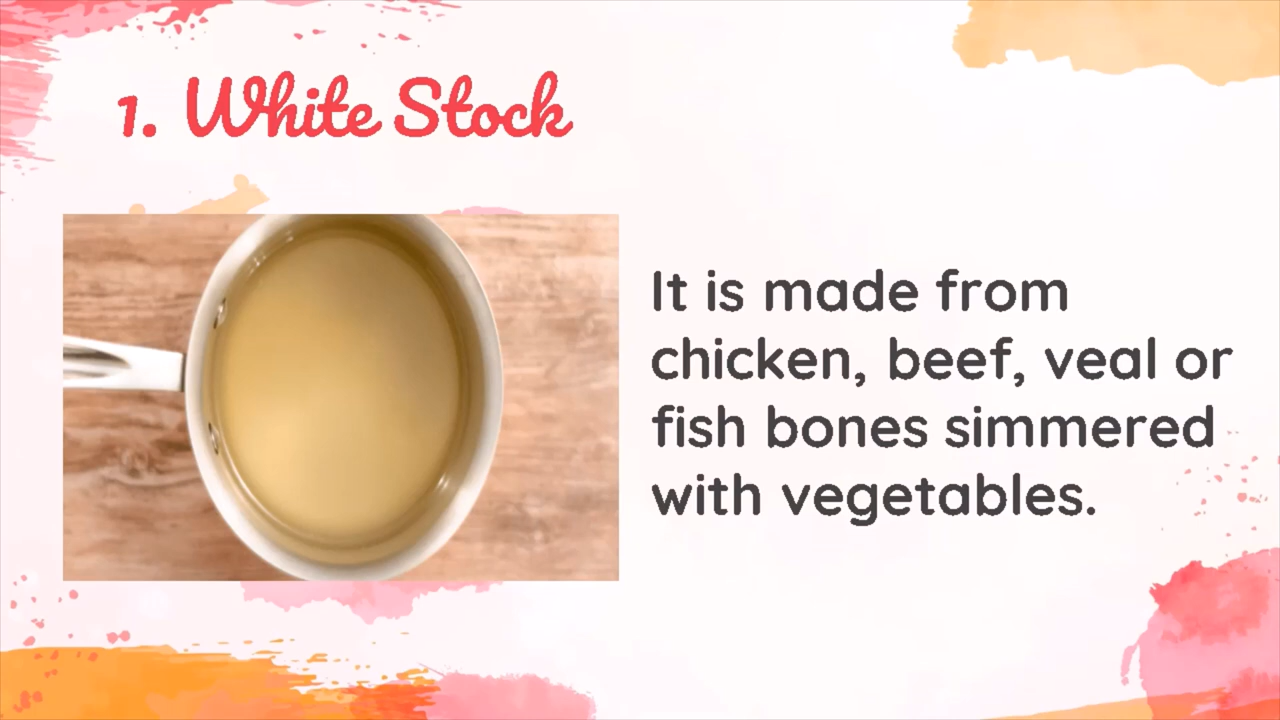 1. White Stock
It is made from
chicken, beef, veal or
fish bones simmered
with vegetables.